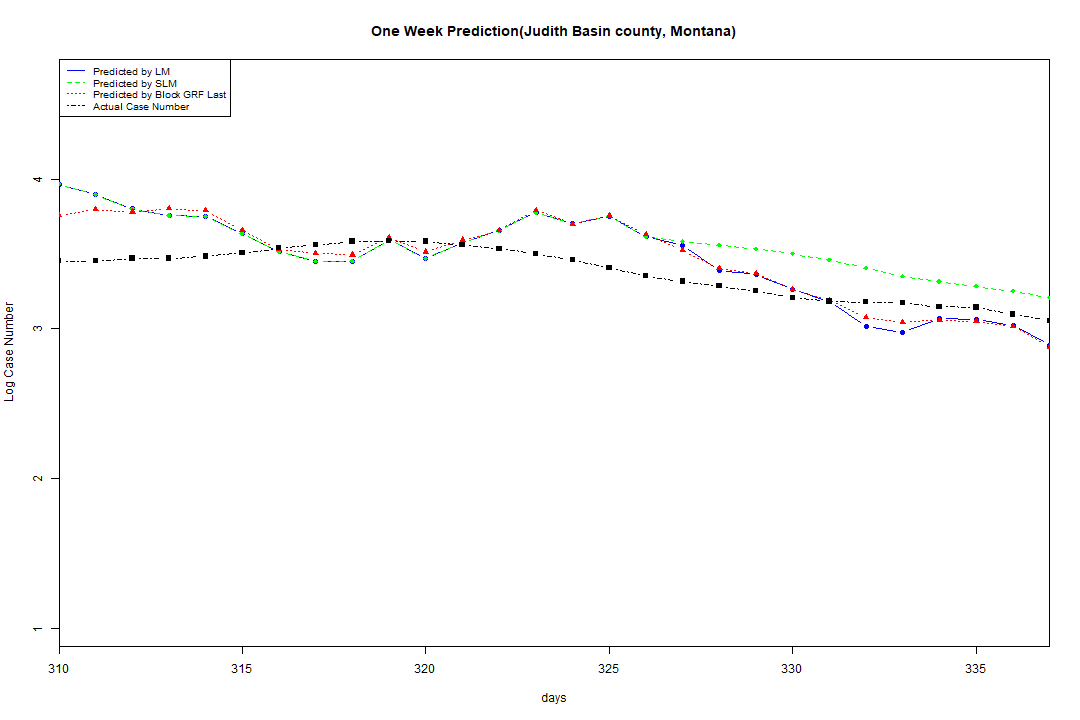 One Week Prediction(Judith Basin county, Montana)
Predicted by LM
Predicted by SLM
Predicted by Block GRF Last
Actual Case Number
Log Case Number
4
3
2
1
310 315 320 325 330 335
days